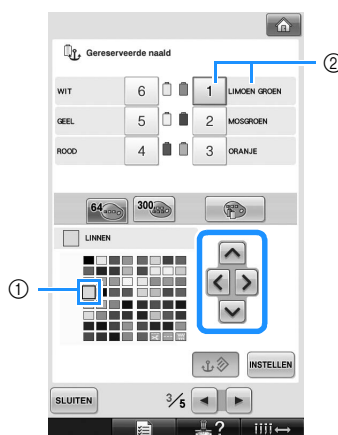 Gereserveerde naald
②
WIT 6 1 LIMOEN GROEN
GEEL 5 2 MOSGROEN
ROOD 4 3 ORANJE
64 300
LINNEN
①
INSTELLEN
SLUITEN 3/5
?